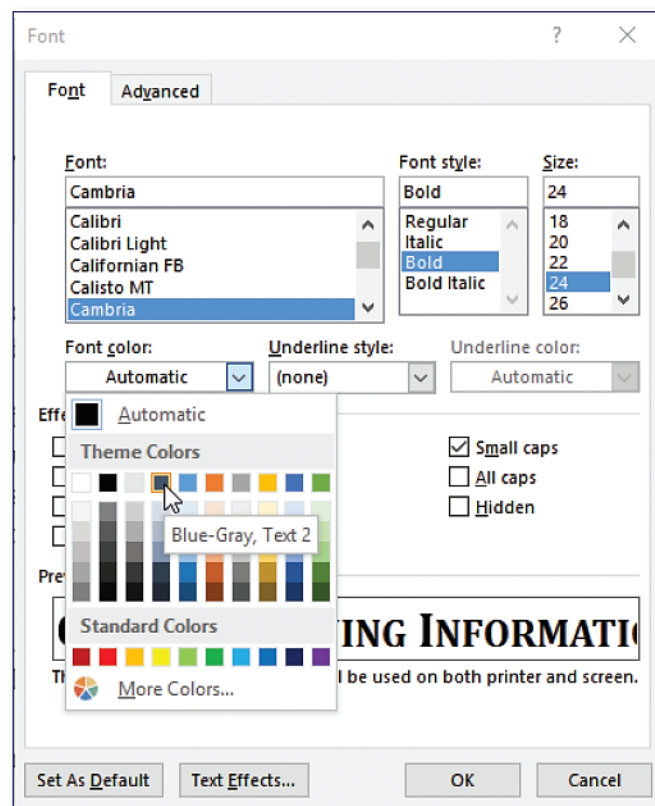 Font ?
Font Advanced
Font: Font style: Size:
Cambria Bold 24
Calibri Regular 18
Calibri Light Italic 20
Californian FB Bold 22
Calisto MT Bold Italic 24
Cambria 26
Font color: Underline style: Underline color:
Automatic (none) Automatic
Automatic
Theme Colors
Small caps
All caps
Blue-Gray, Text 2
Hidden
Standard Colors
ING INFORMATI
be used on both printer and screen.
More Colors...
Set As Default Text Effects... OK Cancel